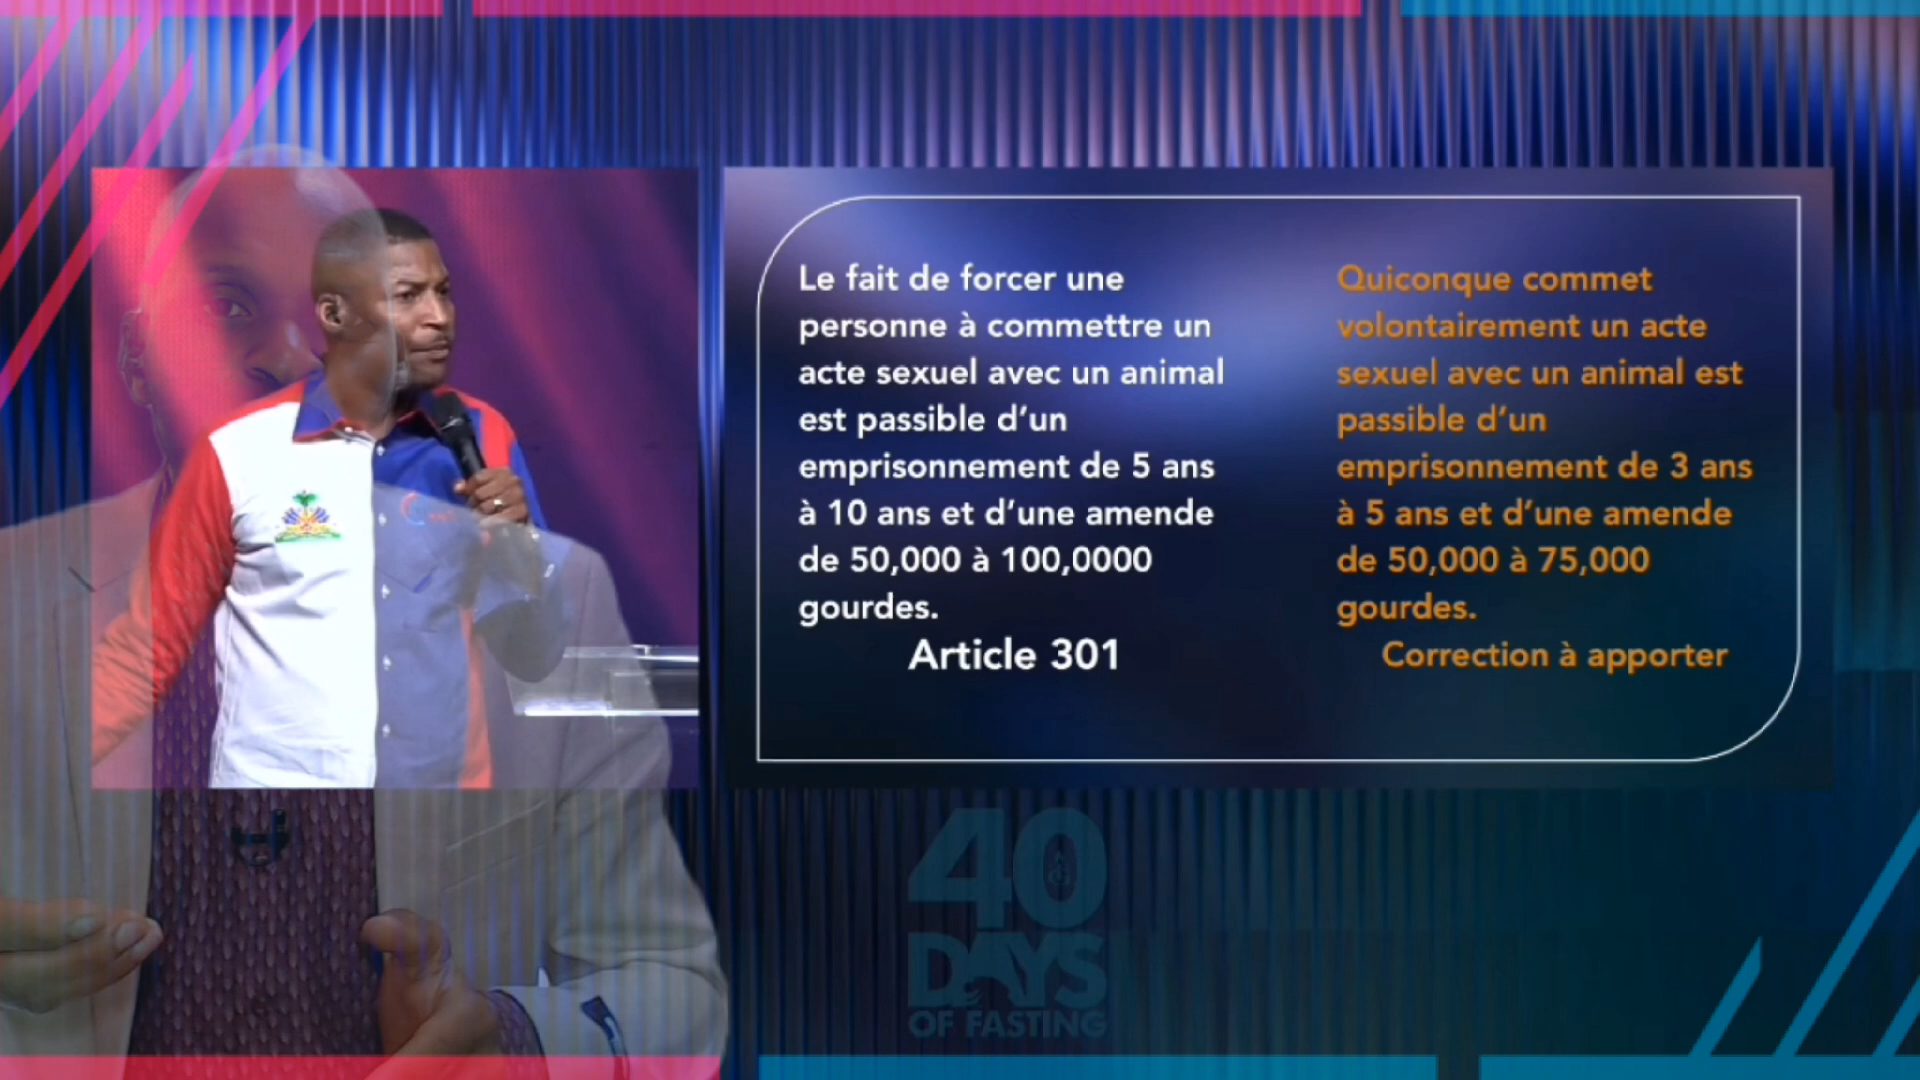 Le fait de forcer une
personne à commettre un
acte sexuel avec un animal
est passible d’un
emprisonnement de 5 ans
à 10 ans et d’une amende
de 50,000 à 100,0000
gourdes.
Article 301
Quiconque commet
volontairement un acte
sexuel avec un animal est
passible d’un
emprisonnement de 3 ans
à 5 ans et d’une amende
de 50,000 à 75,000
gourdes.
Correction à apporter
40
DAYS
OF FASTING